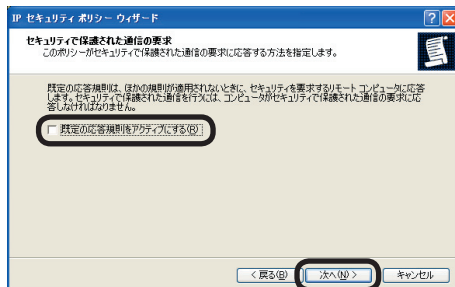 IP セキュリティ ポリシー ウィザード
セキュリティで保護された通信の要求
このポリシーがセキュリティで保護された通信の要求に応答する方法を指定します。
既定の応答規則は、ほかの規則が適用されないときに、セキュリティを要求するリモート コンピュータに応答
します。セキュリティで保護された通信を行うには、コンピュータがセキュリティで保護された通信の要求に応
答しなければなりません。
既定の応答規則をアクティブにする(R)
< 戻る(B)
次へ(N) >
キャンセル